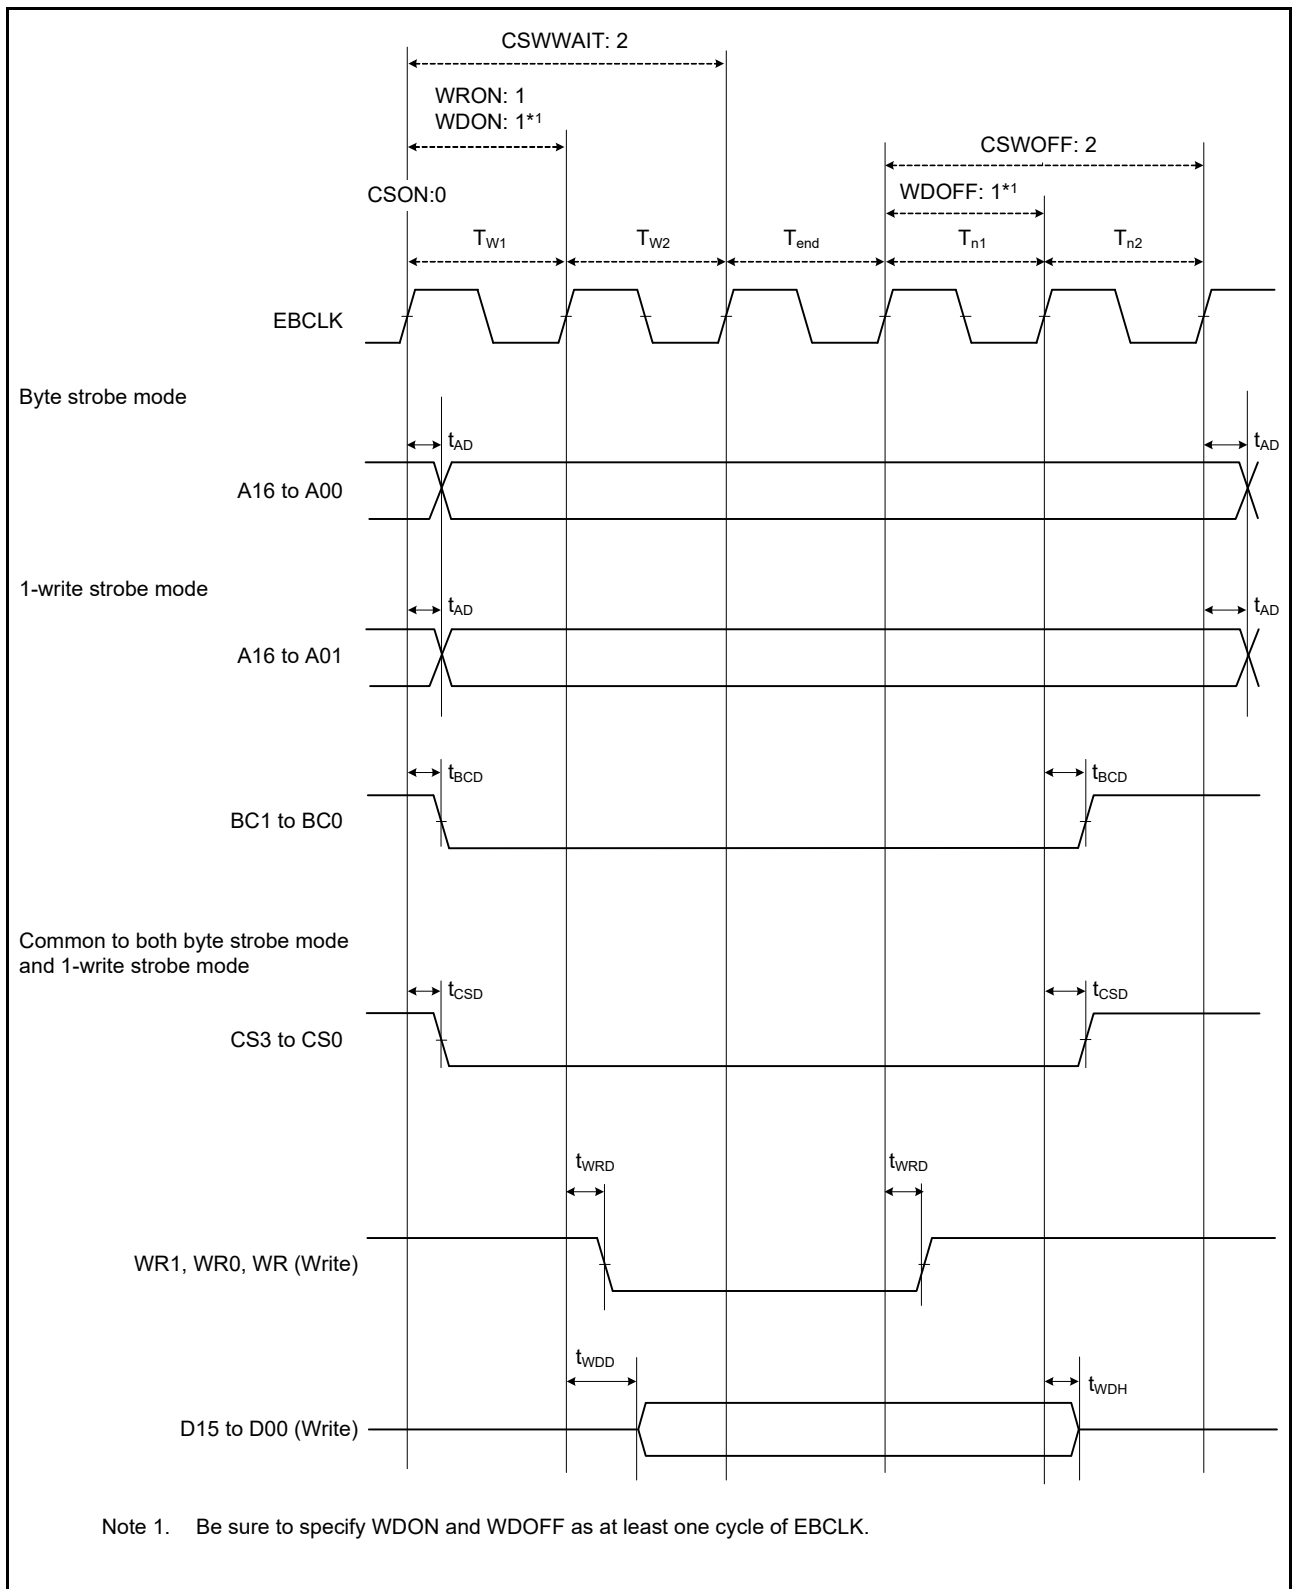 CSWWAIT: 2
WRON: 1
WDON: 1*1
CSWOFF: 2
WDOFF: 1*1
CSON:0
TW1 TW2 Tend Tn1 Tn2
EBCLK
Byte strobe mode
tAD tAD
A16 to A00
1-write strobe mode
tAD tAD
A16 to A01
tBCD tBCD
BC1 to BC0
Common to both byte strobe mode
and 1-write strobe mode
tCSD tCSD
CS3 to CS0
tWRD tWRD
WR1, WR0, WR (Write)
tWDD tWDH
D15 to D00 (Write)
Note 1. Be sure to specify WDON and WDOFF as at least one cycle of EBCLK.